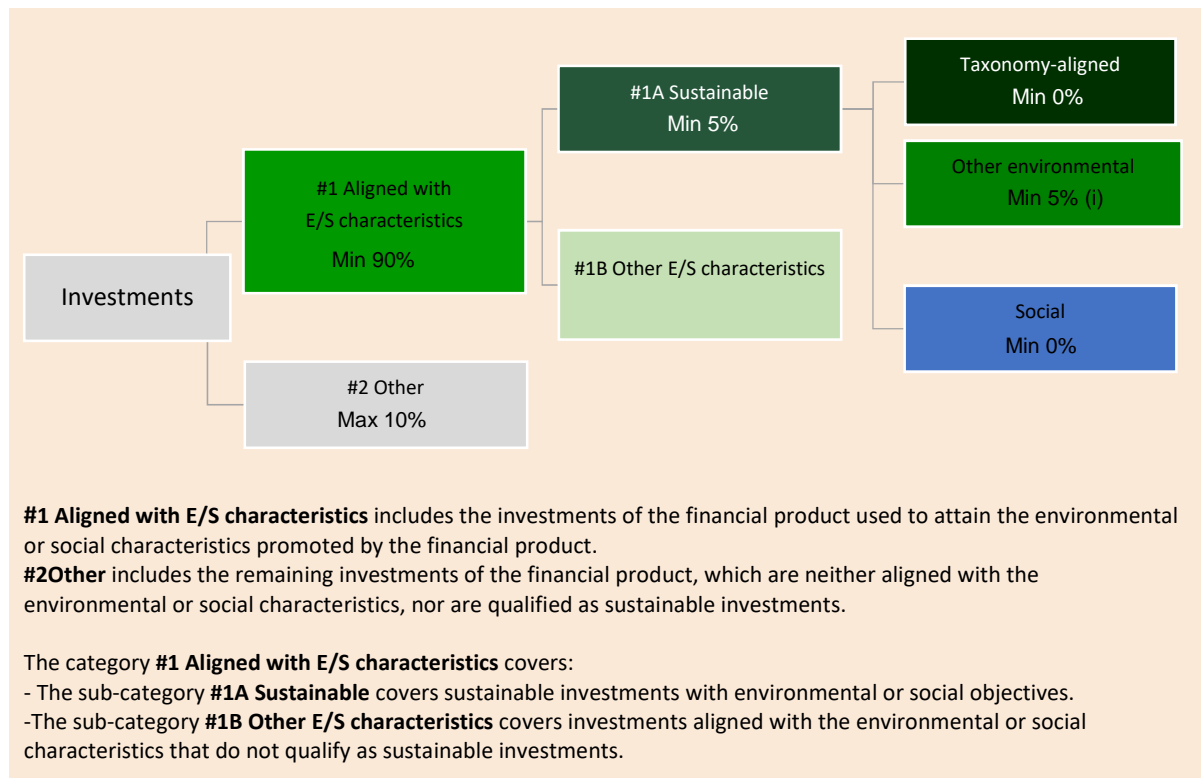 Investments
#1 Aligned with
E/S characteristics
Min 90%
#2 Other
Max 10%
#1A Sustainable
Min 5%
#1B Other E/S characteristics
Taxonomy-aligned
Min 0%
Other environmental
Min 5% (i)
Social
Min 0%
#1 Aligned with E/S characteristics includes the investments of the financial product used to attain the environmental
or social characteristics promoted by the financial product.
#2Other includes the remaining investments of the financial product, which are neither aligned with the
environmental or social characteristics, nor are qualified as sustainable investments.
The category #1 Aligned with E/S characteristics covers:
- The sub-category #1A Sustainable covers sustainable investments with environmental or social objectives.
-The sub-category #1B Other E/S characteristics covers investments aligned with the environmental or social
characteristics that do not qualify as sustainable investments.